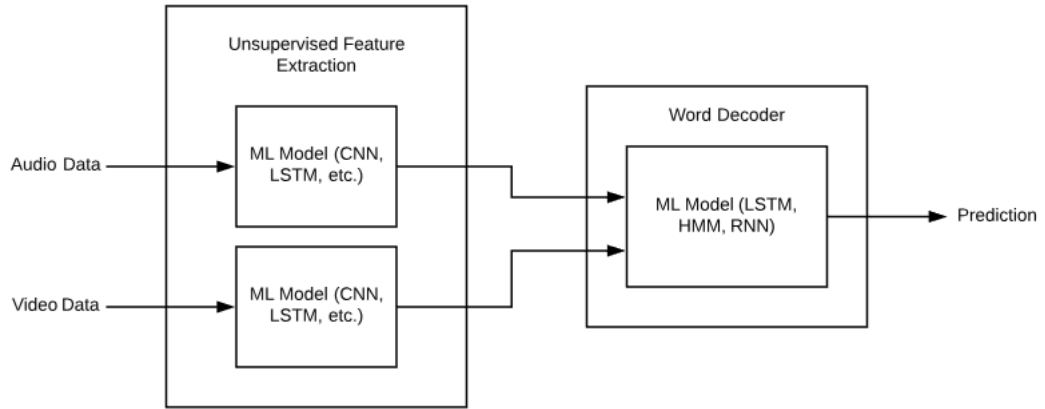 Unsupervised Feature
Extraction
Word Decoder
Audio Data
ML Model (CNN,
LSTM, etc.)
ML Model (LSTM,
HMM, RNN)
Prediction
Video Data
ML Model (CNN,
LSTM, etc.)